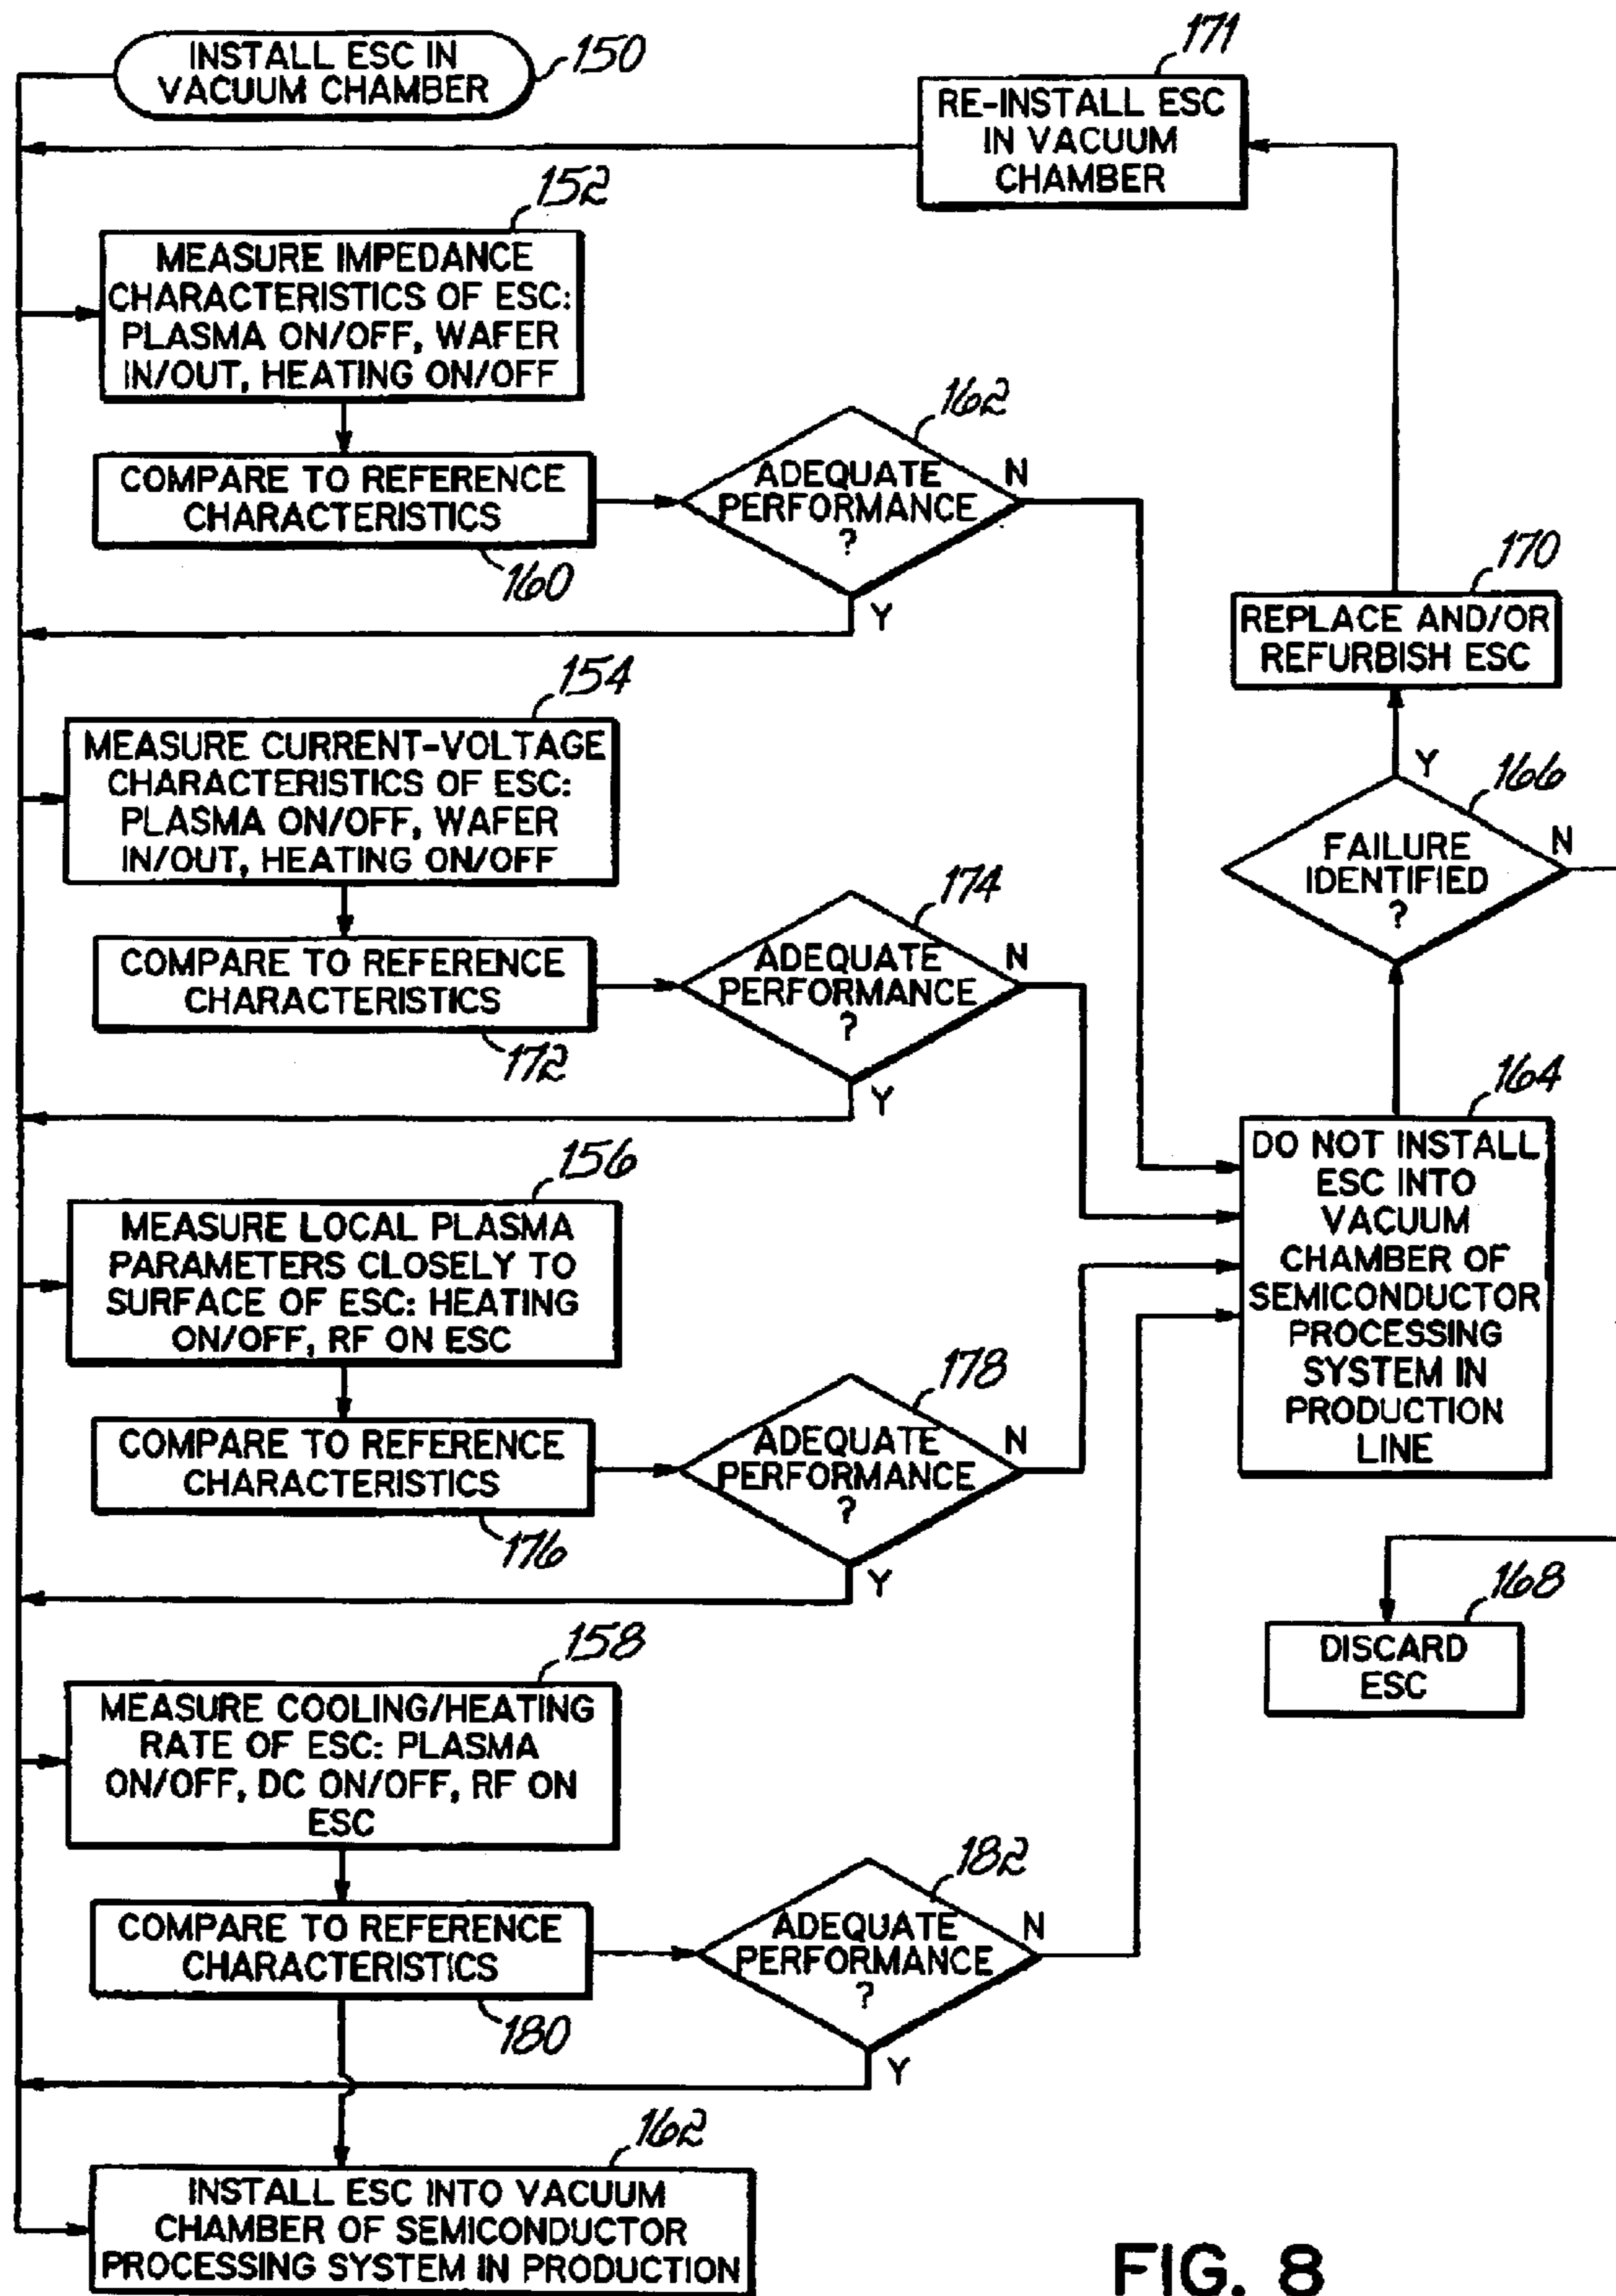 INSTALL ESC IN
VACUUM CHAMBER
150
171
RE-INSTALL ESC
IN VACUUM
CHAMBER
152
MEASURE IMPEDANCE
CHARACTERISTICS OF ESC:
PLASMA ON/OFF, WAFER
IN/OUT, HEATING ON/OFF
COMPARE TO REFERENCE
CHARACTERISTICS
160
162
ADEQUATE
PERFORMANCE
?
N
Y
170
REPLACE AND/OR
REFURBISH ESC
154
MEASURE CURRENT-VOLTAGE
CHARACTERISTICS OF ESC:
PLASMA ON/OFF, WAFER
IN/OUT, HEATING ON/OFF
Y
166
FAILURE
IDENTIFIED
?
N
COMPARE TO REFERENCE
CHARACTERISTICS
172
174
ADEQUATE
PERFORMANCE
?
N
Y
164
DO NOT INSTALL
ESC INTO
VACUUM
CHAMBER OF
SEMICONDUCTOR
PROCESSING
SYSTEM IN
PRODUCTION
LINE
156
MEASURE LOCAL PLASMA
PARAMETERS CLOSELY TO
SURFACE OF ESC: HEATING
ON/OFF, RF ON ESC
COMPARE TO REFERENCE
CHARACTERISTICS
176
178
ADEQUATE
PERFORMANCE
?
N
Y
168
DISCARD
ESC
158
MEASURE COOLING/HEATING
RATE OF ESC: PLASMA
ON/OFF, DC ON/OFF, RF ON
ESC
COMPARE TO REFERENCE
CHARACTERISTICS
180
182
ADEQUATE
PERFORMANCE
?
N
Y
162
INSTALL ESC INTO VACUUM
CHAMBER OF SEMICONDUCTOR
PROCESSING SYSTEM IN PRODUCTION
FIG. 8